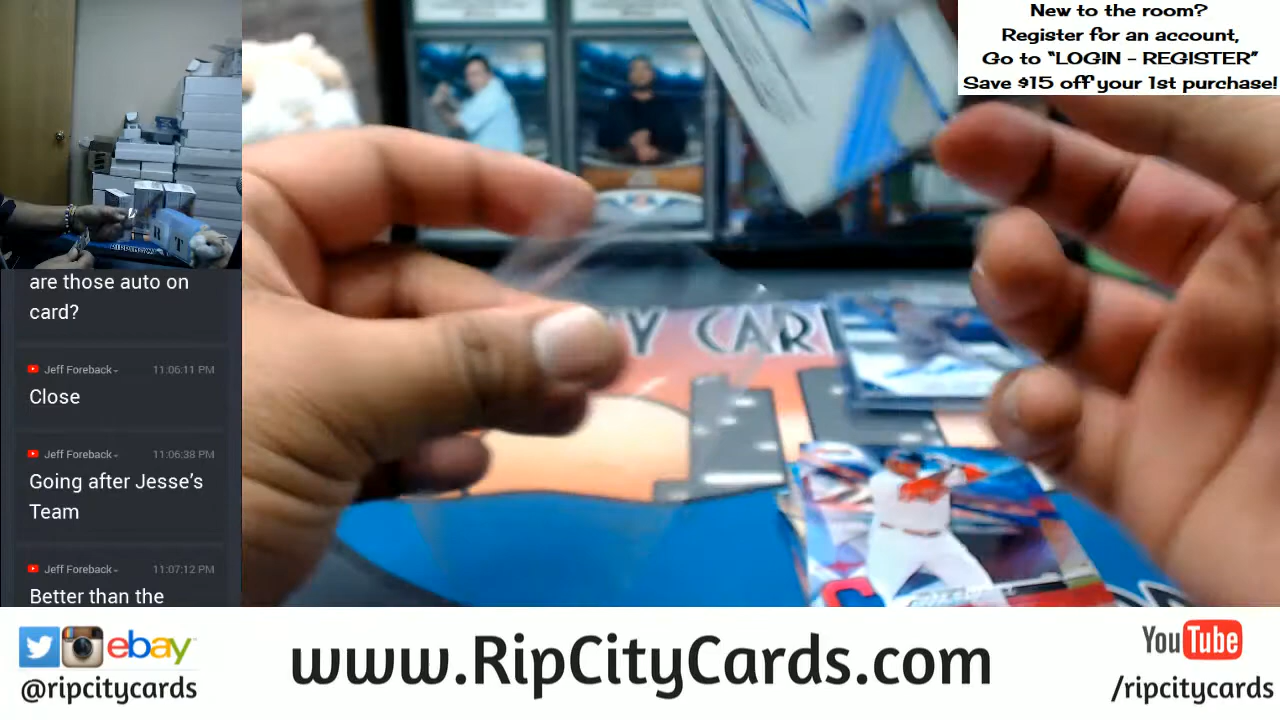 New to the room?
Register for an account,
Go to “LOGIN - REGISTER”
Save $15 off your 1st purchase!
are those auto on
card?
Jeff Foreback
11:06:11 PM
Close
Jeff Foreback
11:06:38 PM
Going after Jesse’s
Team
Jeff Foreback
11:07:12 PM
Better than the
ebay
@ripcitycards
www.RipCityCards.com
YouTube
/ripcitycards